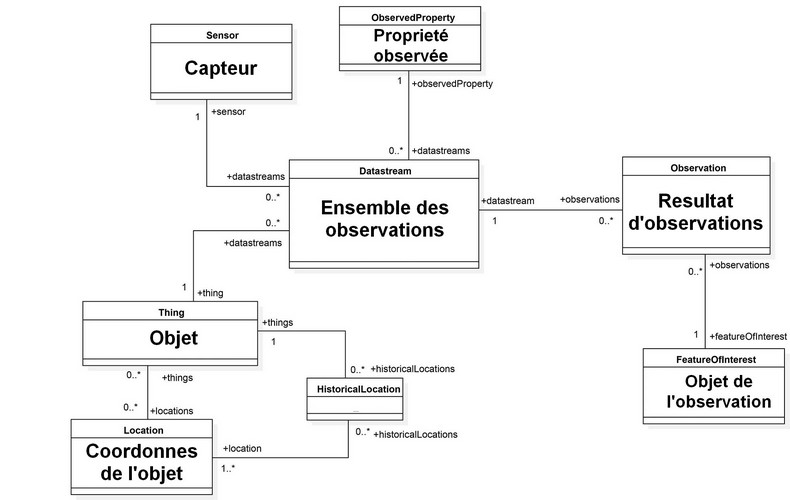 ObservedProperty
Proprieté
observée
Sensor
Capteur
1
+observedProperty
1
+sensor
0..*
+datastreams
Datastream
Ensemble des
observations
+datastreams
0..*
0..*
+datastreams
+datastream
1
+observations
0..*
Observation
Resultat
d'observations
0..*
+observations
1
+featureOfInterest
FeatureOfInterest
Objet de
l'observation
1
+thing
Thing
Objet
+things
1
0..*
+historicalLocations
HistoricalLocation
...
0..*
+historicalLocations
0..*
+things
0..*
+locations
Location
Coordonnes
de l'objet
+location
1..*